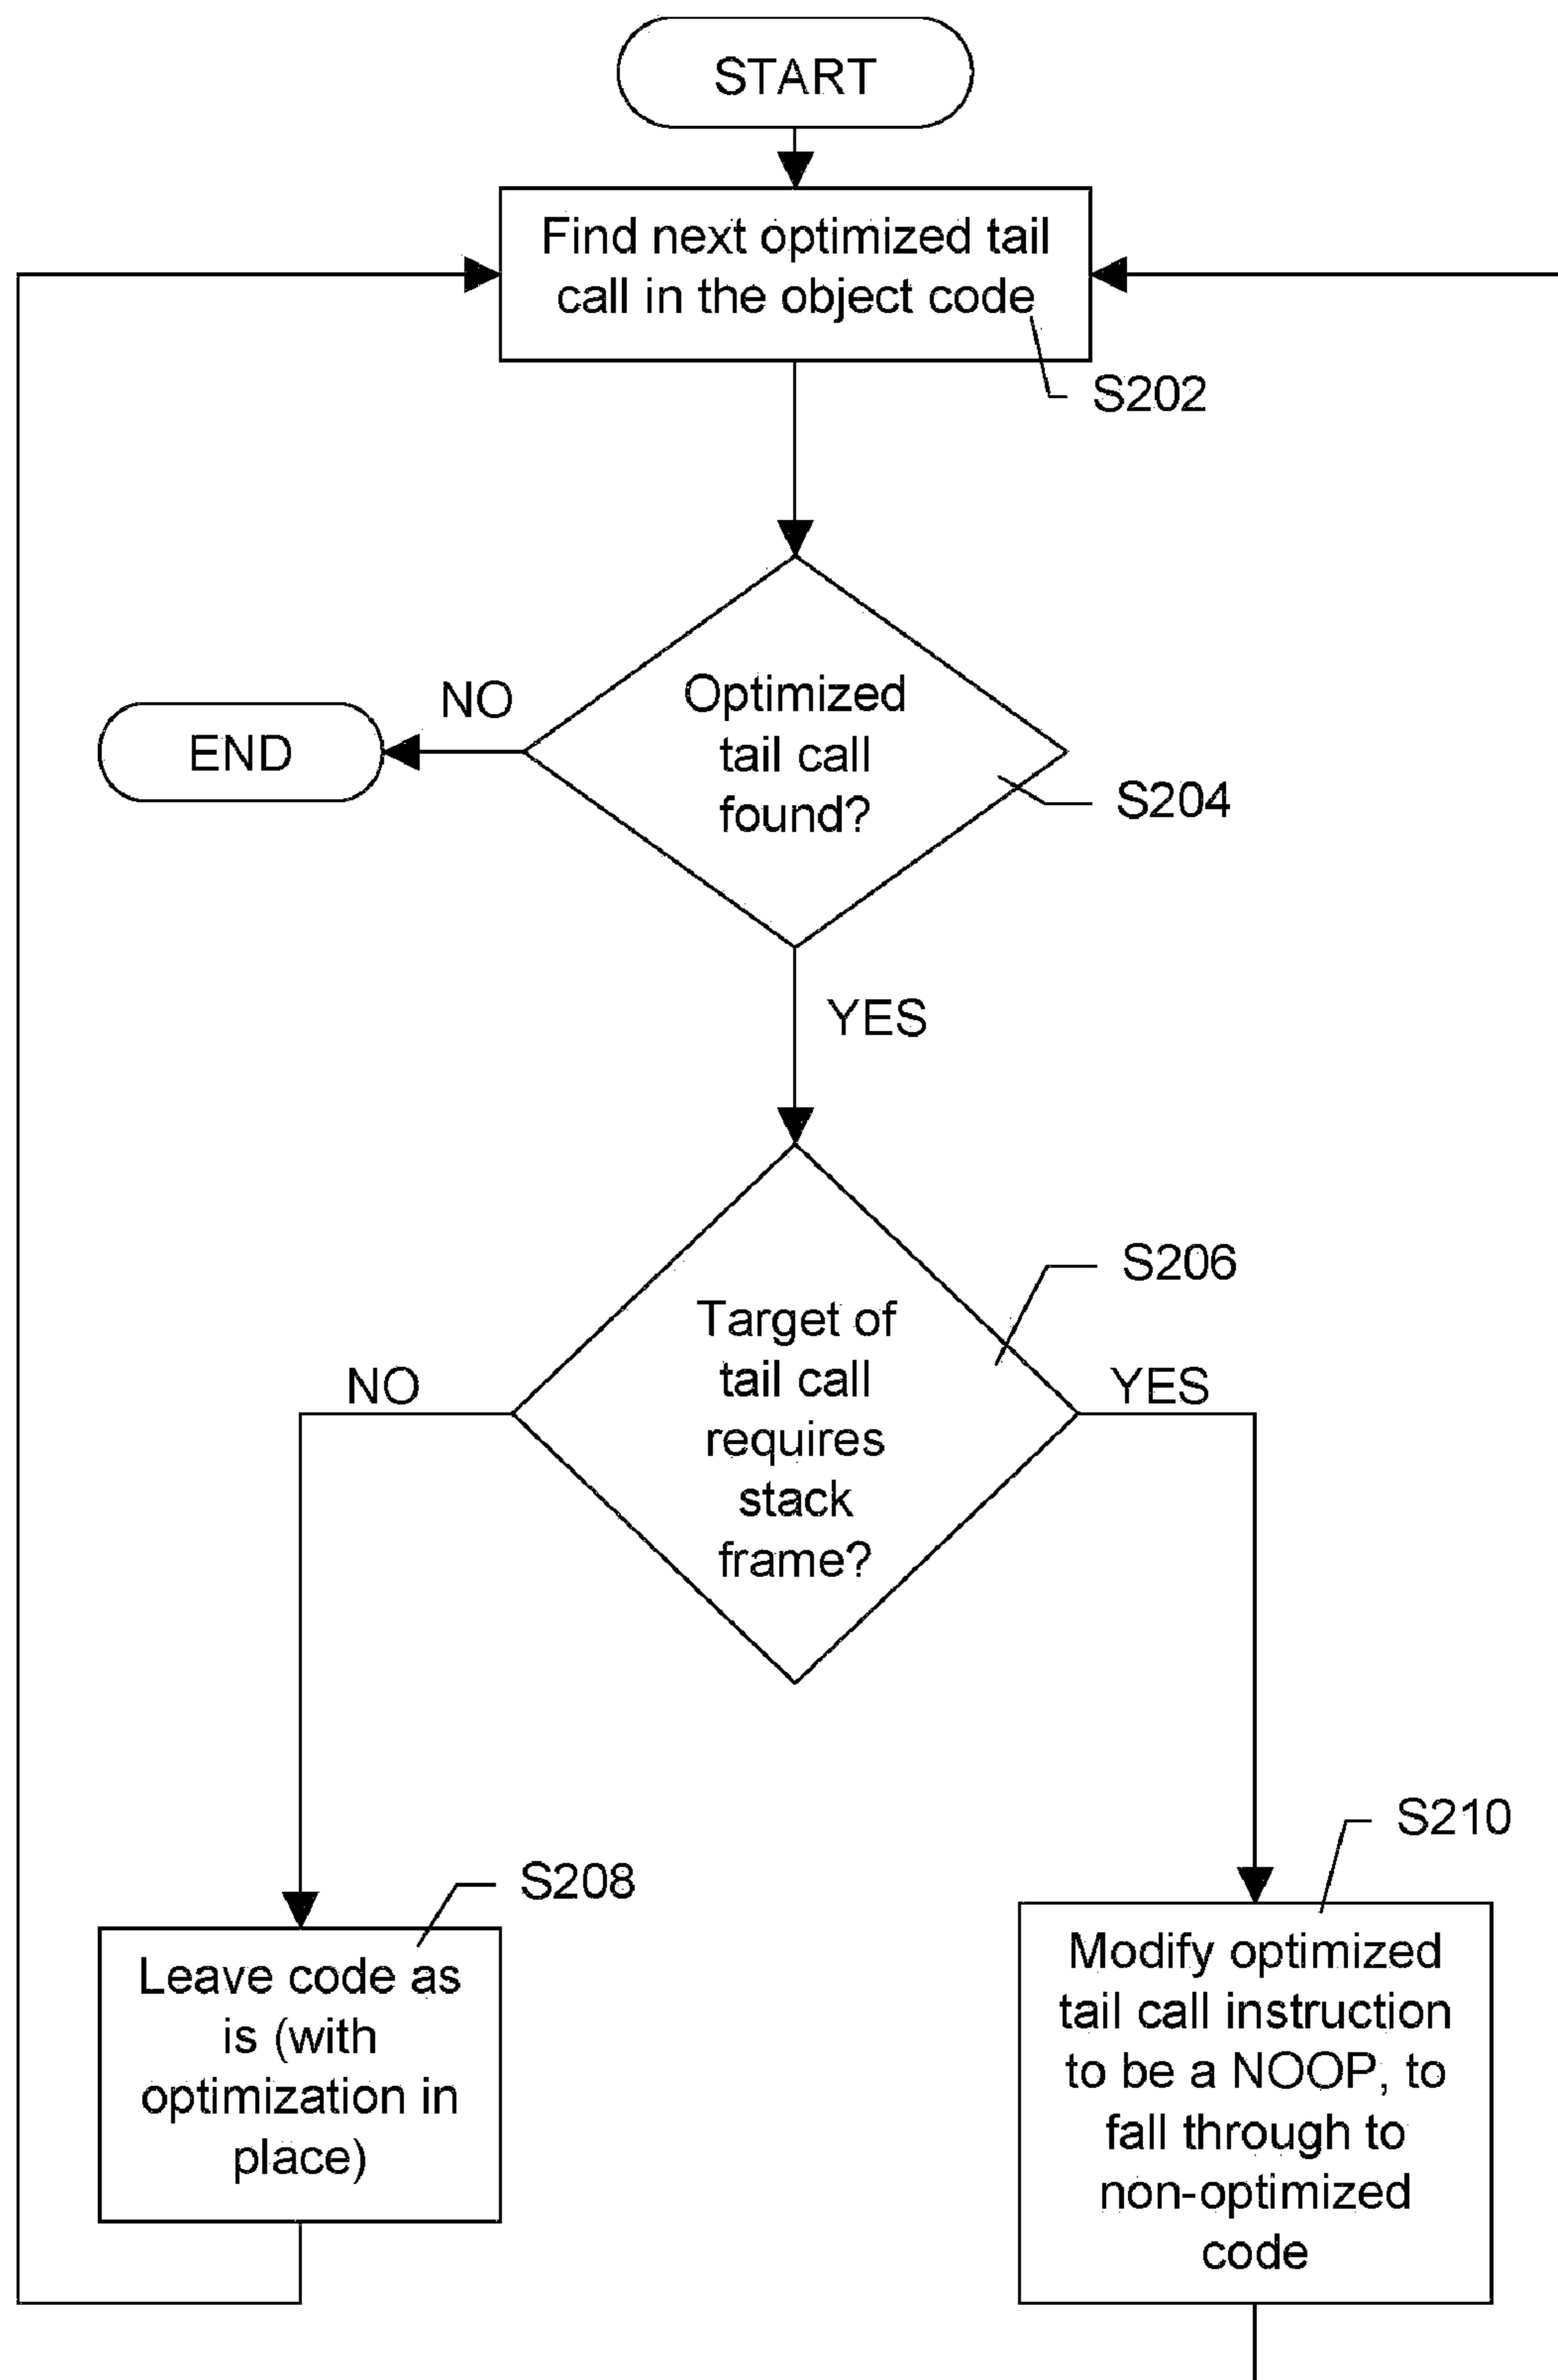 START
Find next optimized tail
call in the object code
S202
Optimized
tail call
found?
NO
END
S204
YES
S206
Target of
tail call
requires
stack
frame?
NO
YES
S208
Leave code as
is (with
optimization in
place)
S210
Modify optimized
tail call instruction
to be a NOOP, to
fall through to
non-optimized
code